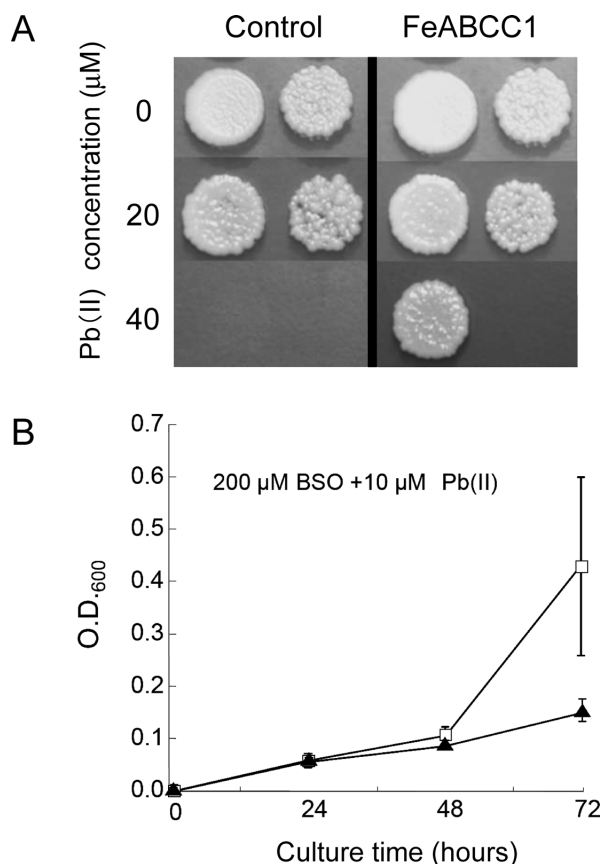 A
Control FeABCC1
Pb(II) concentration (μM)
0
20
40
B
200 μM BSO +10 μM Pb(II)
O.D.600
0.7
0.6
0.5
0.4
0.3
0.2
0.1
0.0
0 24 48 72
Culture time (hours)